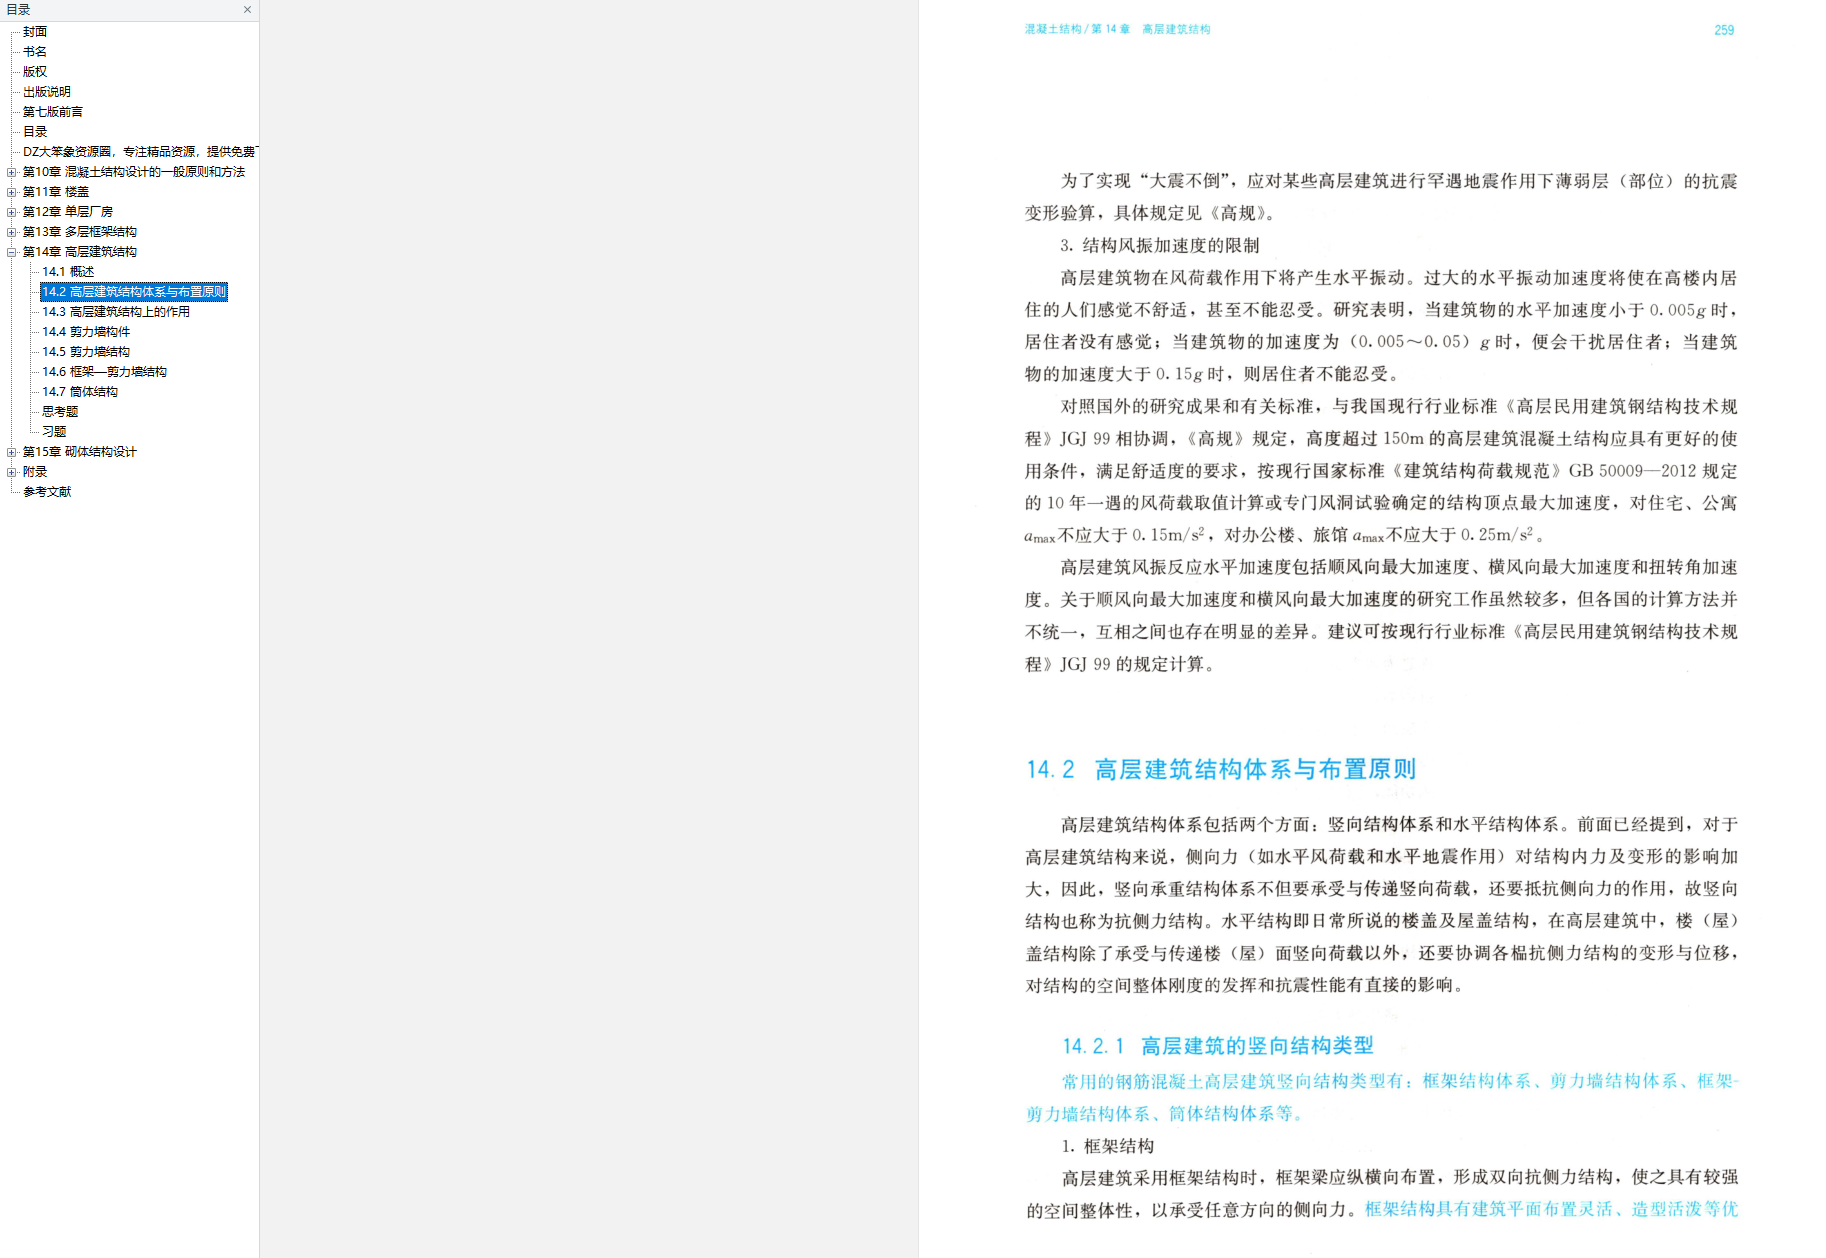 目录
封面
书名
版权
出版说明
第七版前言
目录
DZ大笨象资源圈，专注精品资源，提供免费
第10章 混凝土结构设计的一般原则和方法
第11章 楼盖
第12章 单层厂房
第13章 多层框架结构
第14章 高层建筑结构
14.1 概述
14.2 高层建筑结构体系与布置原则
14.3 高层建筑结构上的作用
14.4 剪力墙构件
14.5 剪力墙结构
14.6 框架—剪力墙结构
14.7 筒体结构
思考题
习题
第15章 砌体结构设计
附录
参考文献
混凝土结构/第14章 高层建筑结构 259
为了实现“大震不倒”，应对某些高层建筑进行罕遇地震作用下薄弱层（部位）的抗震
变形验算，具体规定见《高规》。
3. 结构风振加速度的限制
高层建筑物在风荷载作用下将产生水平振动。过大的水平振动加速度将使在高楼内居
住的人们感觉不舒适，甚至不能忍受。研究表明，当建筑物的水平加速度小于0.005g时，
居住者没有感觉；当建筑物的加速度为（0.005～0.05）g时，便会干扰居住者；当建筑
物的加速度大于0.15g时，则居住者不能忍受。
对照国外的研究成果和有关标准，与我国现行行业标准《高层民用建筑钢结构技术规
程》JGJ 99相协调，《高规》规定，高度超过150m的高层建筑混凝土结构应具有更好的使
用条件，满足舒适度的要求，按现行国家标准《建筑结构荷载规范》GB 50009—2012规定
的10年一遇的风荷载取值计算或专门风洞试验确定的结构顶点最大加速度，对住宅、公寓
amax不应大于0.15m/s²，对办公楼、旅馆amax不应大于0.25m/s²。
高层建筑风振反应水平加速度包括顺风向最大加速度、横风向最大加速度和扭转角加速
度。关于顺风向最大加速度和横风向最大加速度的研究工作虽然较多，但各国的计算方法并
不统一，互相之间也存在明显的差异。建议可按现行行业标准《高层民用建筑钢结构技术规
程》JGJ 99的规定计算。
14.2 高层建筑结构体系与布置原则
高层建筑结构体系包括两个方面：竖向结构体系和水平结构体系。前面已经提到，对于
高层建筑结构来说，侧向力（如水平风荷载和水平地震作用）对结构内力及变形的影响加
大，因此，竖向承重结构体系不但要承受与传递竖向荷载，还要抵抗侧向力的作用，故竖向
结构也称为抗侧力结构。水平结构即日常所说的楼盖及屋盖结构，在高层建筑中，楼（屋）
盖结构除了承受与传递楼（屋）面竖向荷载以外，还要协调各榀抗侧力结构的变形与位移，
对结构的空间整体刚度的发挥和抗震性能有直接的影响。
14.2.1 高层建筑的竖向结构类型
常用的钢筋混凝土高层建筑竖向结构类型有：框架结构体系、剪力墙结构体系、框架-
剪力墙结构体系、筒体结构体系等。
1. 框架结构
高层建筑采用框架结构时，框架梁应纵横向布置，形成双向抗侧力结构，使之具有较强
的空间整体性，以承受任意方向的侧向力。框架结构具有建筑平面布置灵活、造型活泼等优